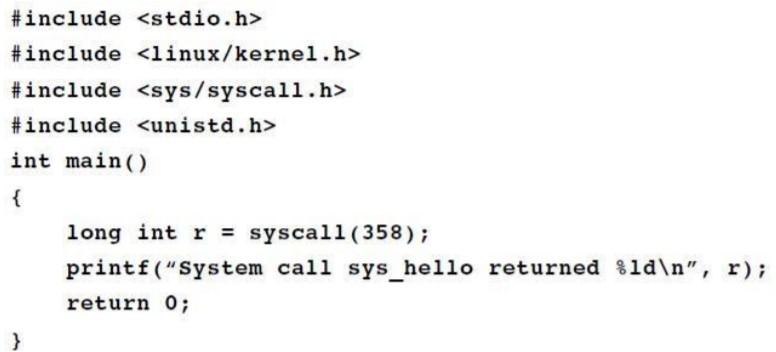 #include <stdio.h>
#include <linux/kernel.h>
#include <sys/syscall.h>
#include <unistd.h>
int main()
{
    long int r = syscall(358);
    printf(“System call sys_hello returned %ld\n”, r);
    return 0;
}